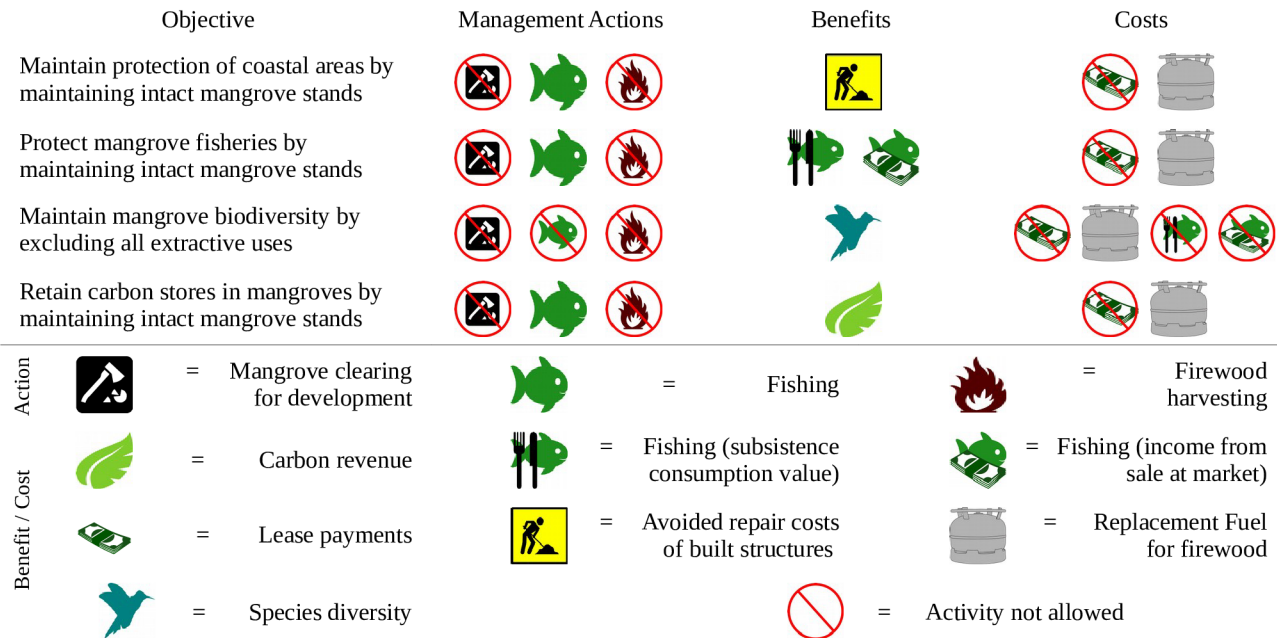 Objective Management Actions Benefits Costs
Maintain protection of coastal areas by
maintaining intact mangrove stands
Protect mangrove fisheries by
maintaining intact mangrove stands
Maintain mangrove biodiversity by
excluding all extractive uses
Retain carbon stores in mangroves by
maintaining intact mangrove stands
Action
= Mangrove clearing
for development
= Fishing
= Firewood
harvesting
Benefit / Cost
= Carbon revenue
= Fishing (subsistence
consumption value)
= Fishing (income from
sale at market)
= Lease payments
= Avoided repair costs
of built structures
= Replacement Fuel
for firewood
= Species diversity
= Activity not allowed